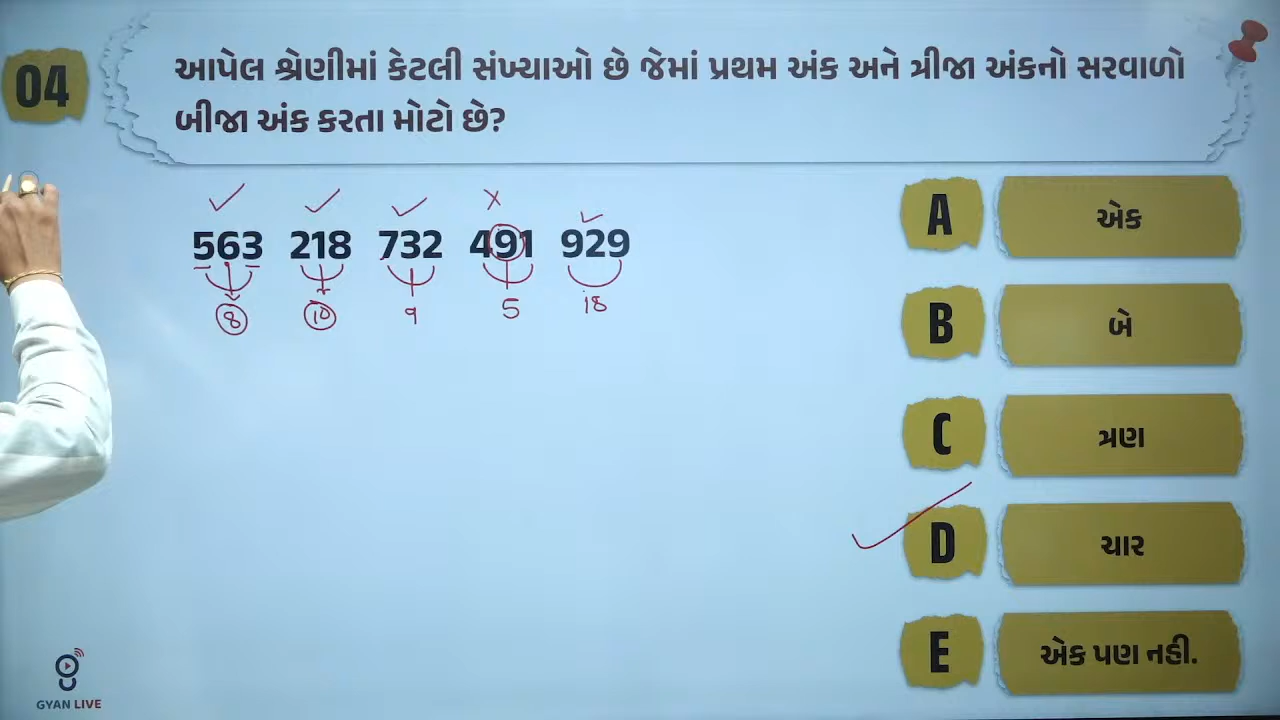 04
આપેલ શ્રેણીમાં કેટલી સંખ્યાઓ છે જેમાં પ્રથમ અંક અને ત્રીજા અંકનો સરવાળો
બીજા અંક કરતા મોટો છે?
563 218 732 491 929
8 10 9 5 18
A એક
B બે
C ત્રણ
D ચાર
E એક પણ નહી.
GYAN LIVE